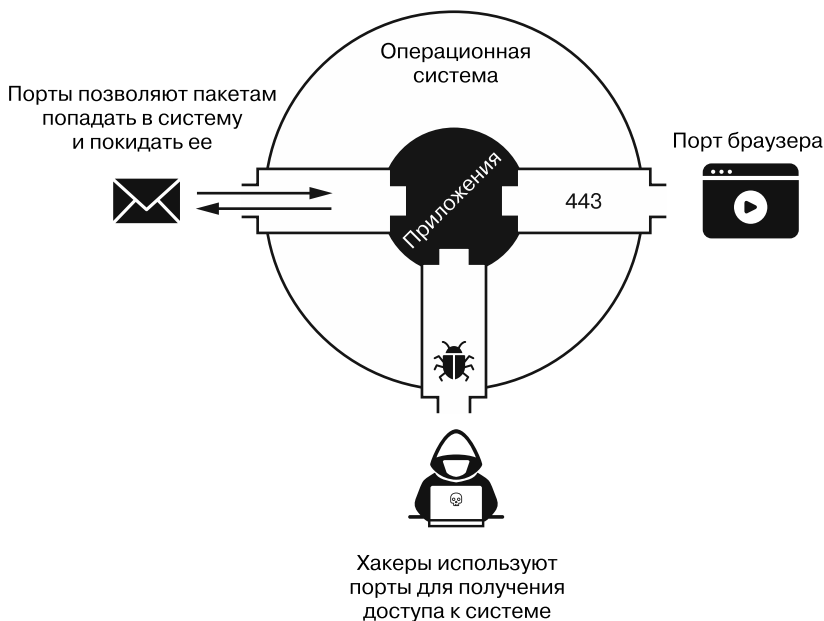 Операционная
система
Порты позволяют пакетам
попадать в систему
и покидать ее
Порт браузера
Приложения
443
Хакеры используют
порты для получения
доступа к системе